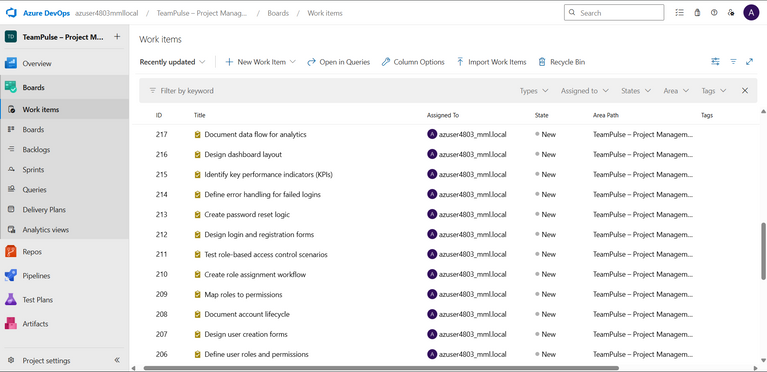 Azure DevOps azuser4803mmllocal / TeamPulse – Project Manag... / Boards / Work items Search A
TD TeamPulse – Project M... +
Overview
Boards
Work items
Boards
Backlogs
Sprints
Queries
Delivery Plans
Analytics views
Repos
Pipelines
Test Plans
Artifacts
Project settings
Work items
Recently updated New Work Item Open in Queries Column Options Import Work Items Recycle Bin
Filter by keyword Types Assigned to States Area Tags
ID Title Assigned To State Area Path Tags
217 Document data flow for analytics A azuser4803_mml.local New TeamPulse – Project Managem...
216 Design dashboard layout A azuser4803_mml.local New TeamPulse – Project Managem...
215 Identify key performance indicators (KPIs) A azuser4803_mml.local New TeamPulse – Project Managem...
214 Define error handling for failed logins A azuser4803_mml.local New TeamPulse – Project Managem...
213 Create password reset logic A azuser4803_mml.local New TeamPulse – Project Managem...
212 Design login and registration forms A azuser4803_mml.local New TeamPulse – Project Managem...
211 Test role-based access control scenarios A azuser4803_mml.local New TeamPulse – Project Managem...
210 Create role assignment workflow A azuser4803_mml.local New TeamPulse – Project Managem...
209 Map roles to permissions A azuser4803_mml.local New TeamPulse – Project Managem...
208 Document account lifecycle A azuser4803_mml.local New TeamPulse – Project Managem...
207 Design user creation forms A azuser4803_mml.local New TeamPulse – Project Managem...
206 Define user roles and permissions A azuser4803_mml.local New TeamPulse – Project Managem...